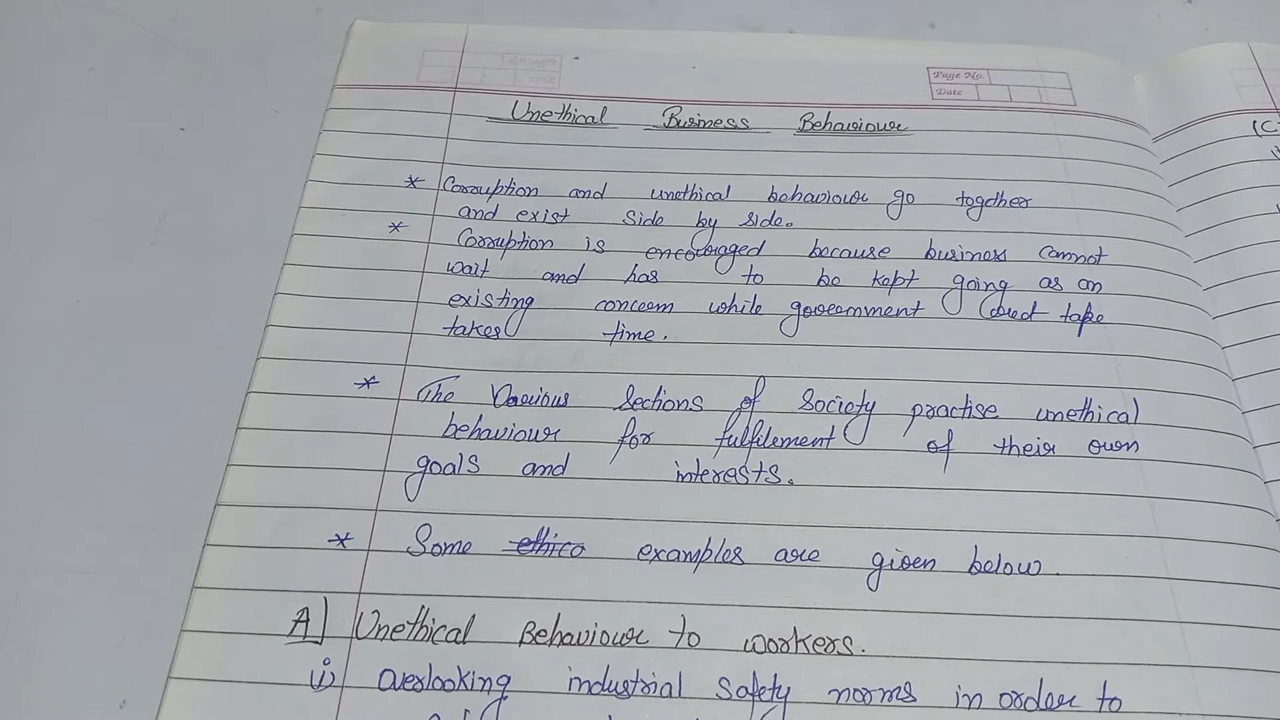 Page No.
Date
Unethical Business Behaviour
* Corruption and unethical behaviour go together
and exist side by side.
* Corruption is encouraged because business cannot
wait and has to be kept going as an
existing concern while government red tape
takes time.
* The Various Sections of Society practise unethical
behaviour for fulfilement of their own
goals and interests.
* Some ethica examples are given below.
A] Unethical Behaviour to workers.
i) Overlooking industrial safety norms in order to
(C